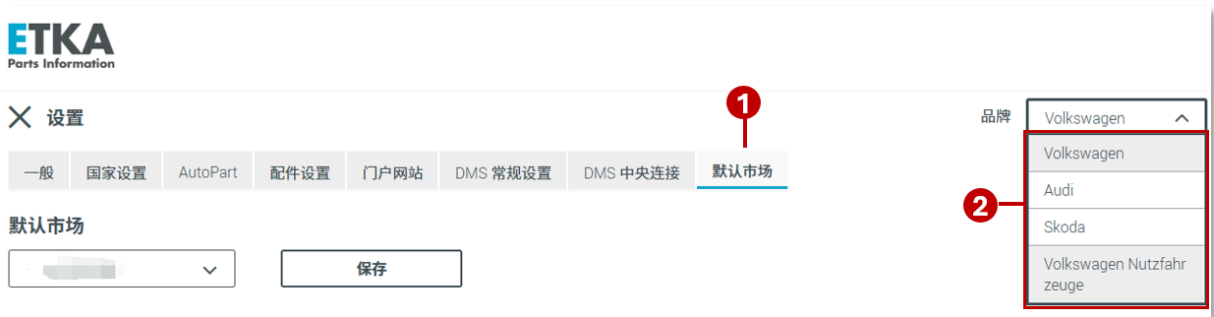 ETKA
Parts Information
设置
1
品牌
Volkswagen
一般 国家设置 AutoPart 配件设置 门户网站 DMS 常规设置 DMS 中央连接 默认市场
Volkswagen
Audi
2
Skoda
默认市场
保存
Volkswagen Nutzfahr
zeuge